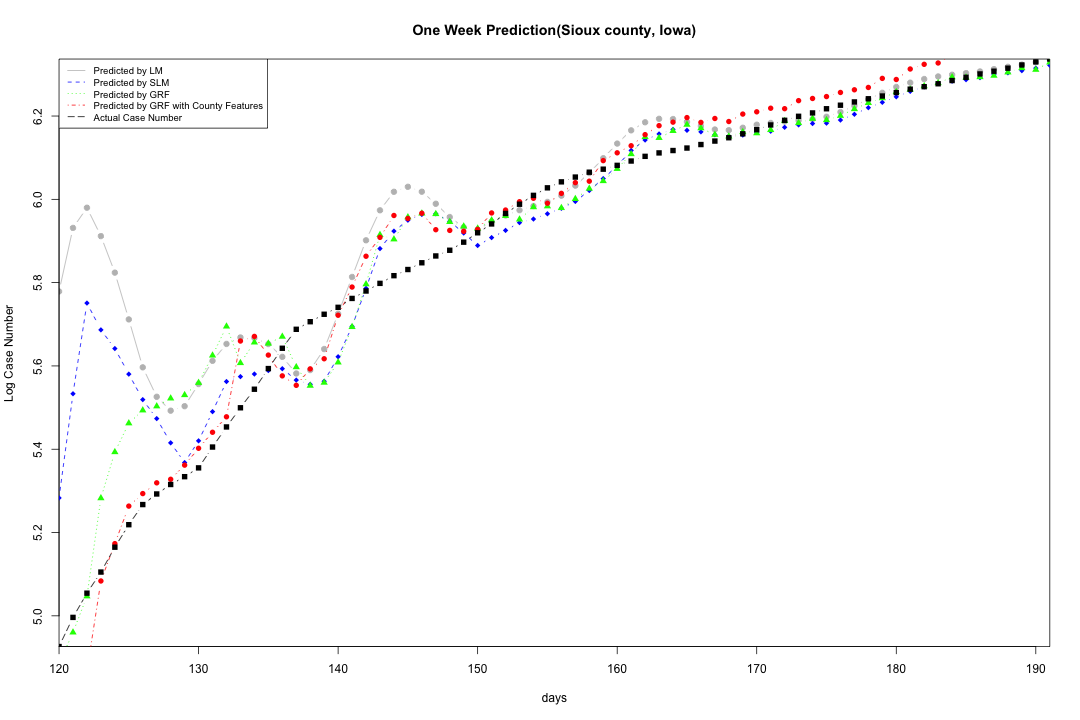 One Week Prediction(Sioux county, Iowa)
Predicted by LM
Predicted by SLM
Predicted by GRF
Predicted by GRF with County Features
Actual Case Number
Log Case Number
6.2
6.0
5.8
5.6
5.4
5.2
5.0
120 130 140 150 160 170 180 190
days